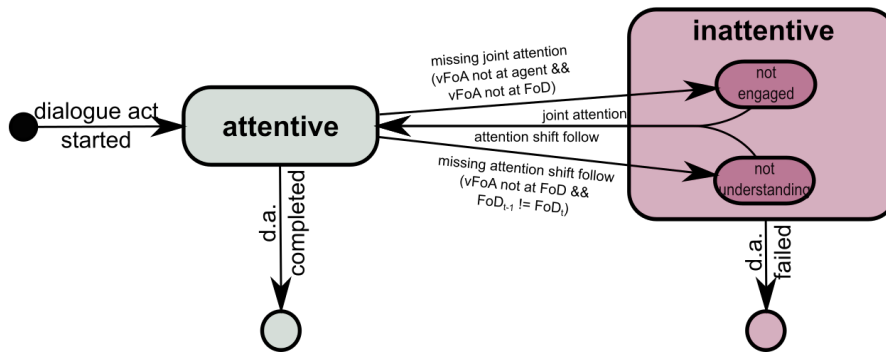 dialogue act
started
attentive
missing joint attention
(vFoA not at agent &&
vFoA not at FoD)
joint attention
attention shift follow
missing attention shift follow
(vFoA not at FoD &&
FoDt-1 != FoDt)
inattentive
not
engaged
not
understanding
d.a.
completed
d.a.
failed